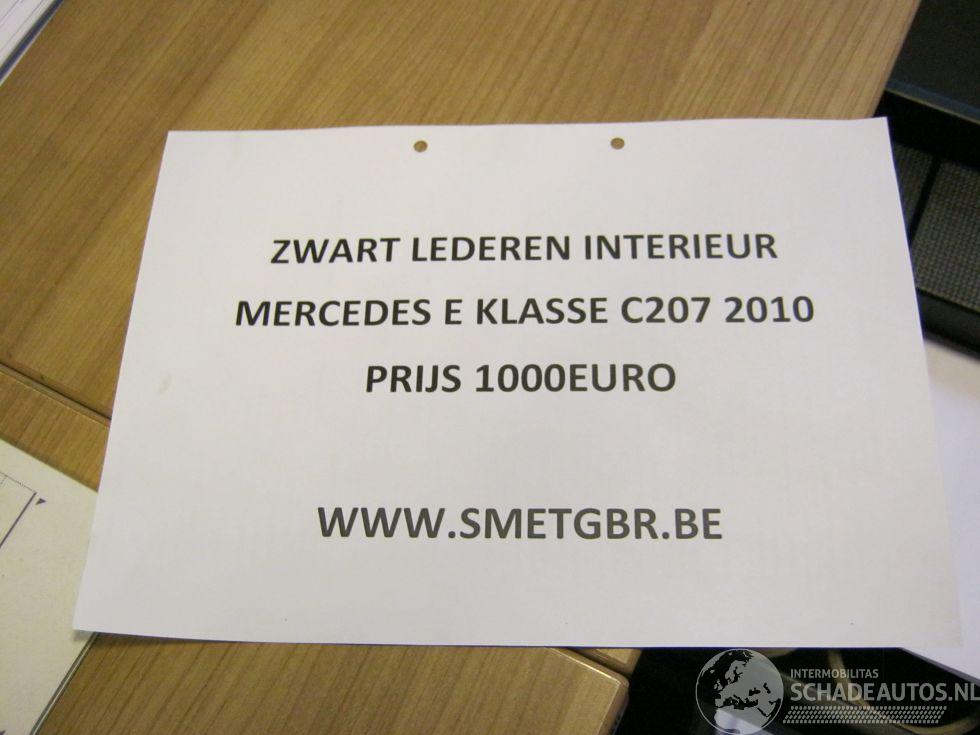 ZWART LEDEREN INTERIEUR
MERCEDES E KLASSE C207 2010
PRIJS 1000EURO
WWW.SMETGBR.BE
INTERMOBILITAS
SCHADEAUTOS.NL